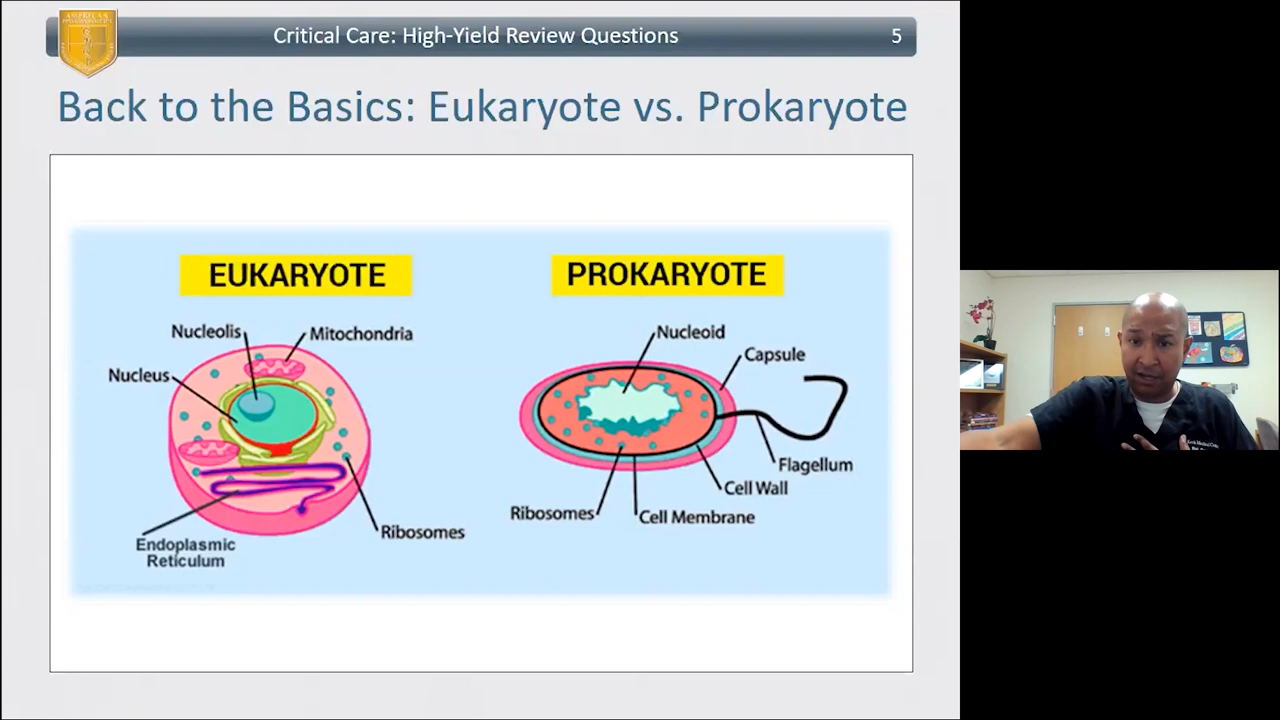 Critical Care: High-Yield Review Questions
5
Back to the Basics: Eukaryote vs. Prokaryote
EUKARYOTE
PROKARYOTE
Nucleolis
Mitochondria
Nucleus
Endoplasmic
Reticulum
Ribosomes
Nucleoid
Capsule
Flagellum
Cell Wall
Ribosomes
Cell Membrane